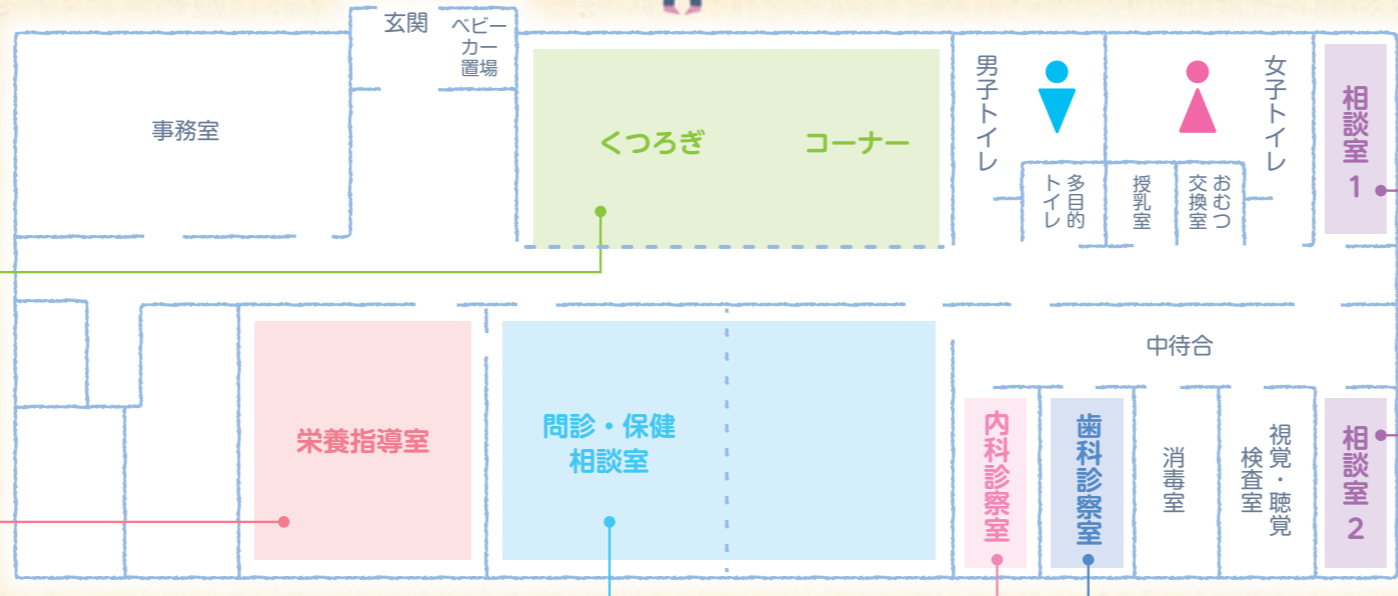 玄関
ベビー
カー
置場
事務室
くつろぎ コーナー
男子トイレ
女子トイレ
多目的
トイレ
授乳室
おむつ
交換室
相談室1
中待合
栄養指導室
問診・保健
相談室
内科診察室
歯科診察室
消毒室
視覚・聴覚
検査室
相談室2